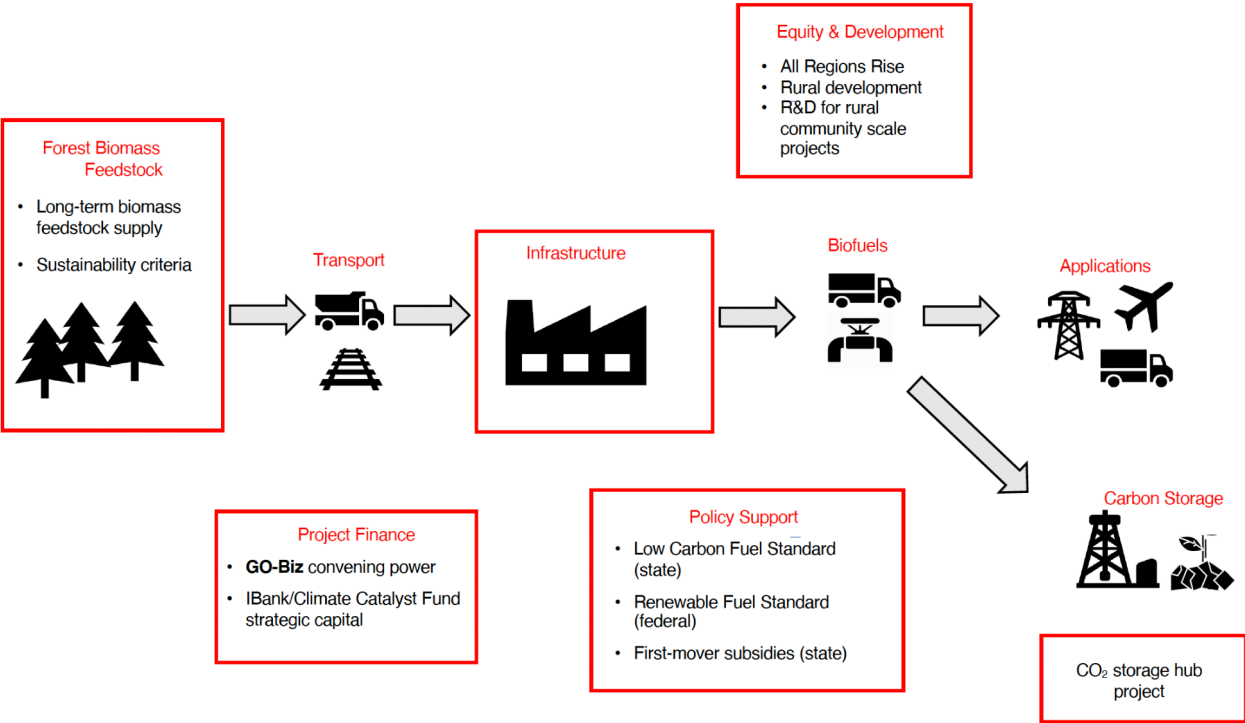 Equity & Development
• All Regions Rise
• Rural development
• R&D for rural
community scale
projects
Forest Biomass
Feedstock
• Long-term biomass
feedstock supply
• Sustainability criteria
Transport
Infrastructure
Biofuels
Applications
Carbon Storage
CO₂ storage hub
project
Project Finance
• GO-Biz convening power
• IBank/Climate Catalyst Fund
strategic capital
Policy Support
• Low Carbon Fuel Standard
(state)
• Renewable Fuel Standard
(federal)
• First-mover subsidies (state)